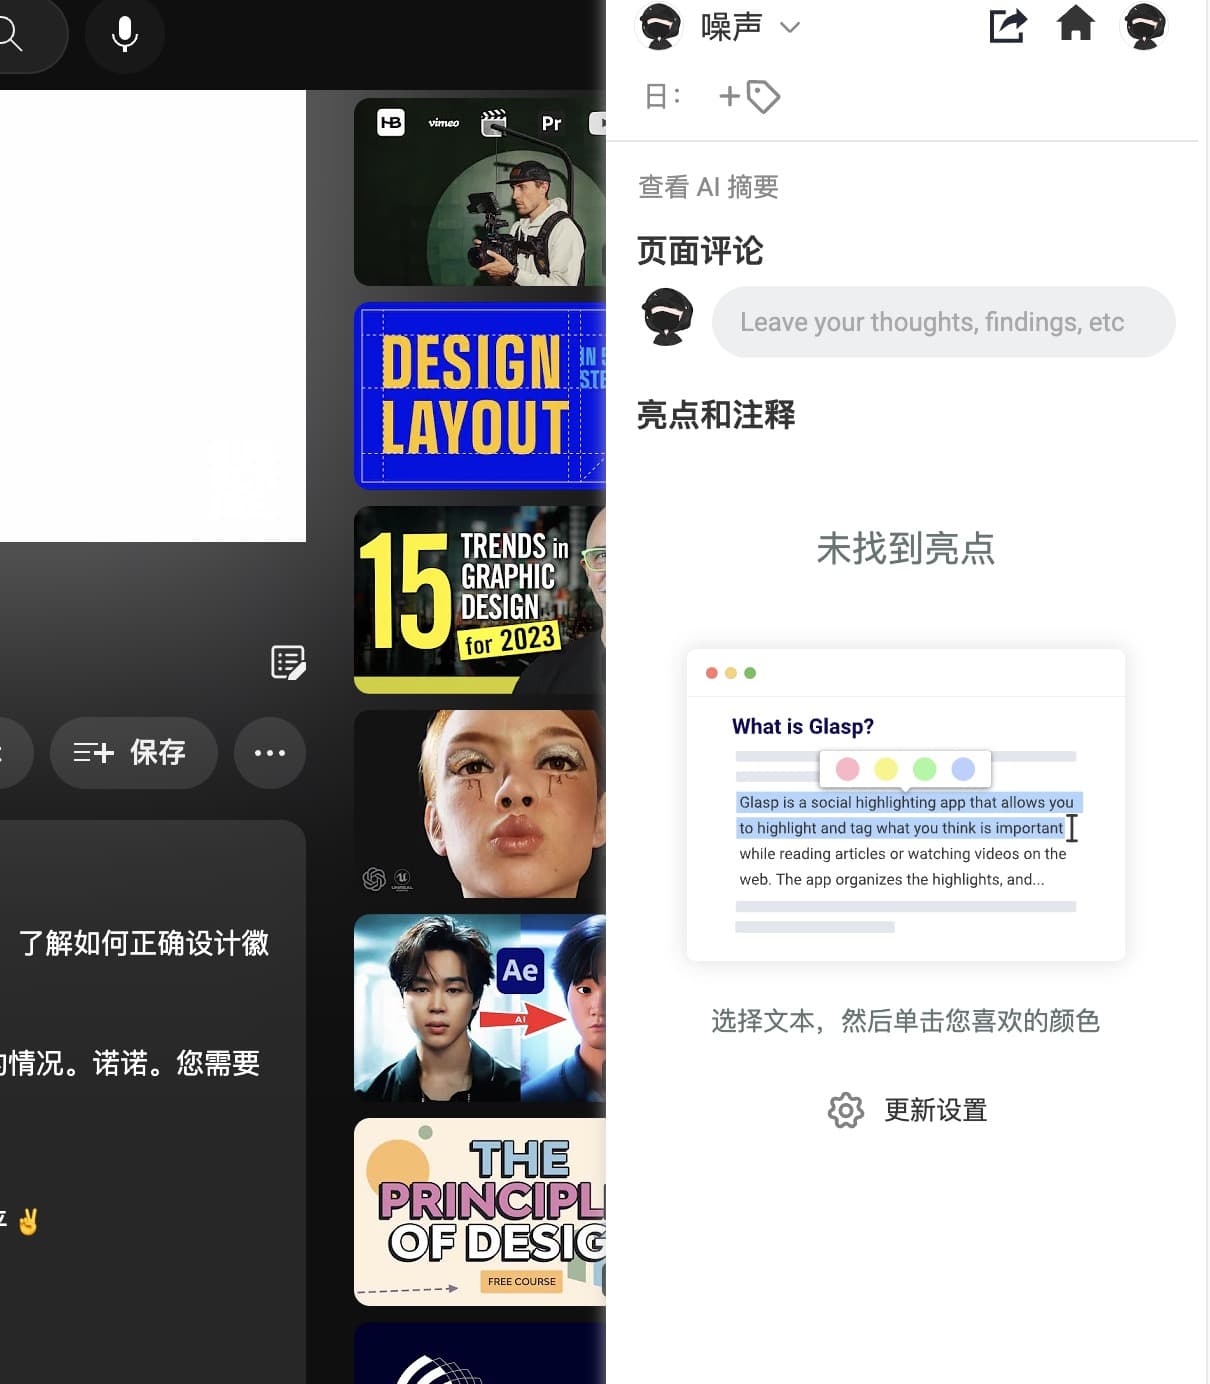 噪声
日：
查看 AI 摘要
页面评论
Leave your thoughts, findings, etc
亮点和注释
未找到亮点
What is Glasp?
Glasp is a social highlighting app that allows you
to highlight and tag what you think is important
while reading articles or watching videos on the
web. The app organizes the highlights, and...
选择文本，然后单击您喜欢的颜色
更新设置
HB
vimeo
Pr
DESIGN
LAYOUT
IN 5
15
TRENDS in
GRAPHIC
DESIGN
for 2023
UNREAL
Ae
AI
THE
OF DESIG
FREE COURSE
保存
了解如何正确设计徽
情况。诺诺。您需要
✌️